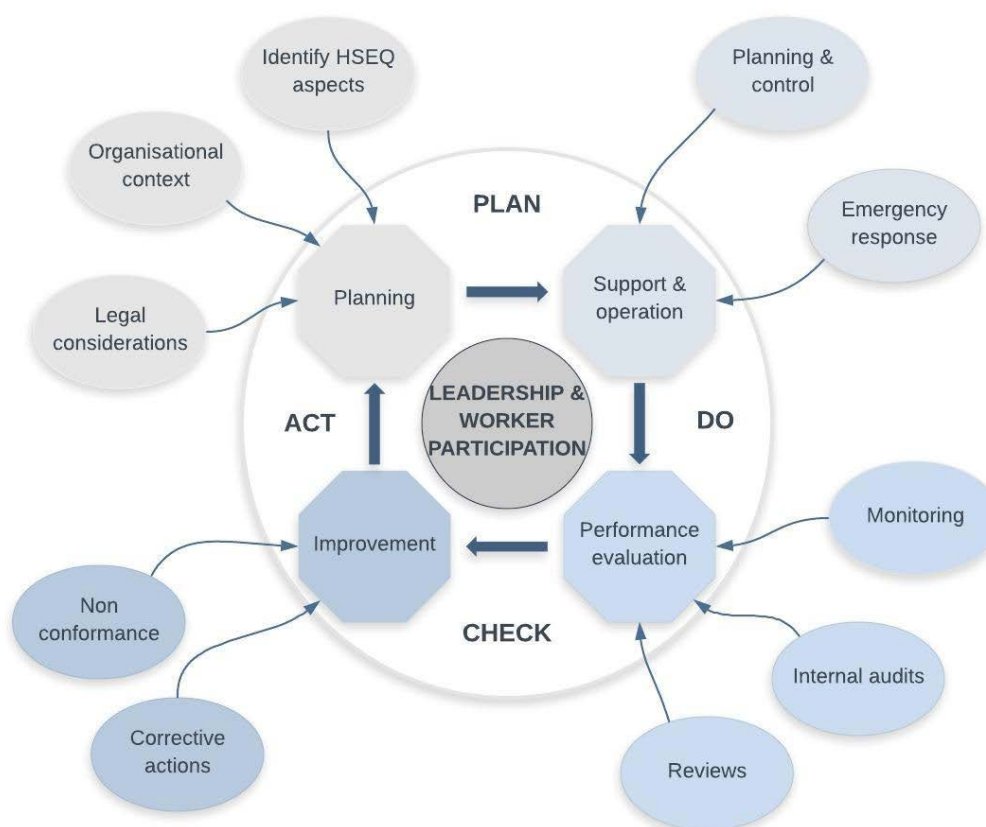 Identify HSEQ
aspects
Planning &
control
Organisational
context
Emergency
response
PLAN
Planning
Support &
operation
Legal
considerations
LEADERSHIP &
WORKER
PARTICIPATION
ACT
DO
Improvement
Performance
evaluation
Monitoring
Non
conformance
CHECK
Internal audits
Corrective
actions
Reviews